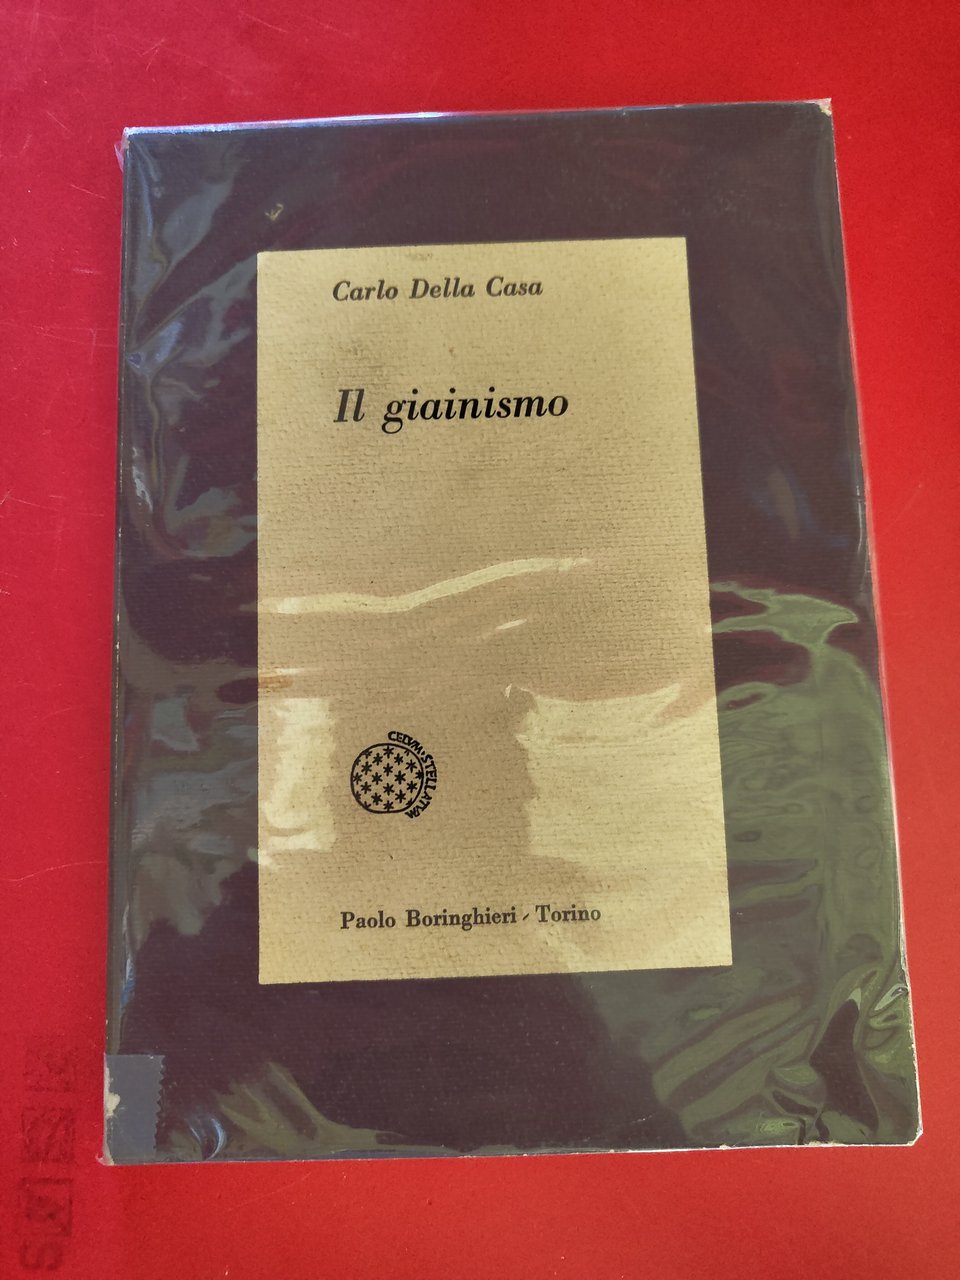 Carlo Della Casa
Il giainismo
CELVM·STELLATVM
Paolo Boringhieri - Torino